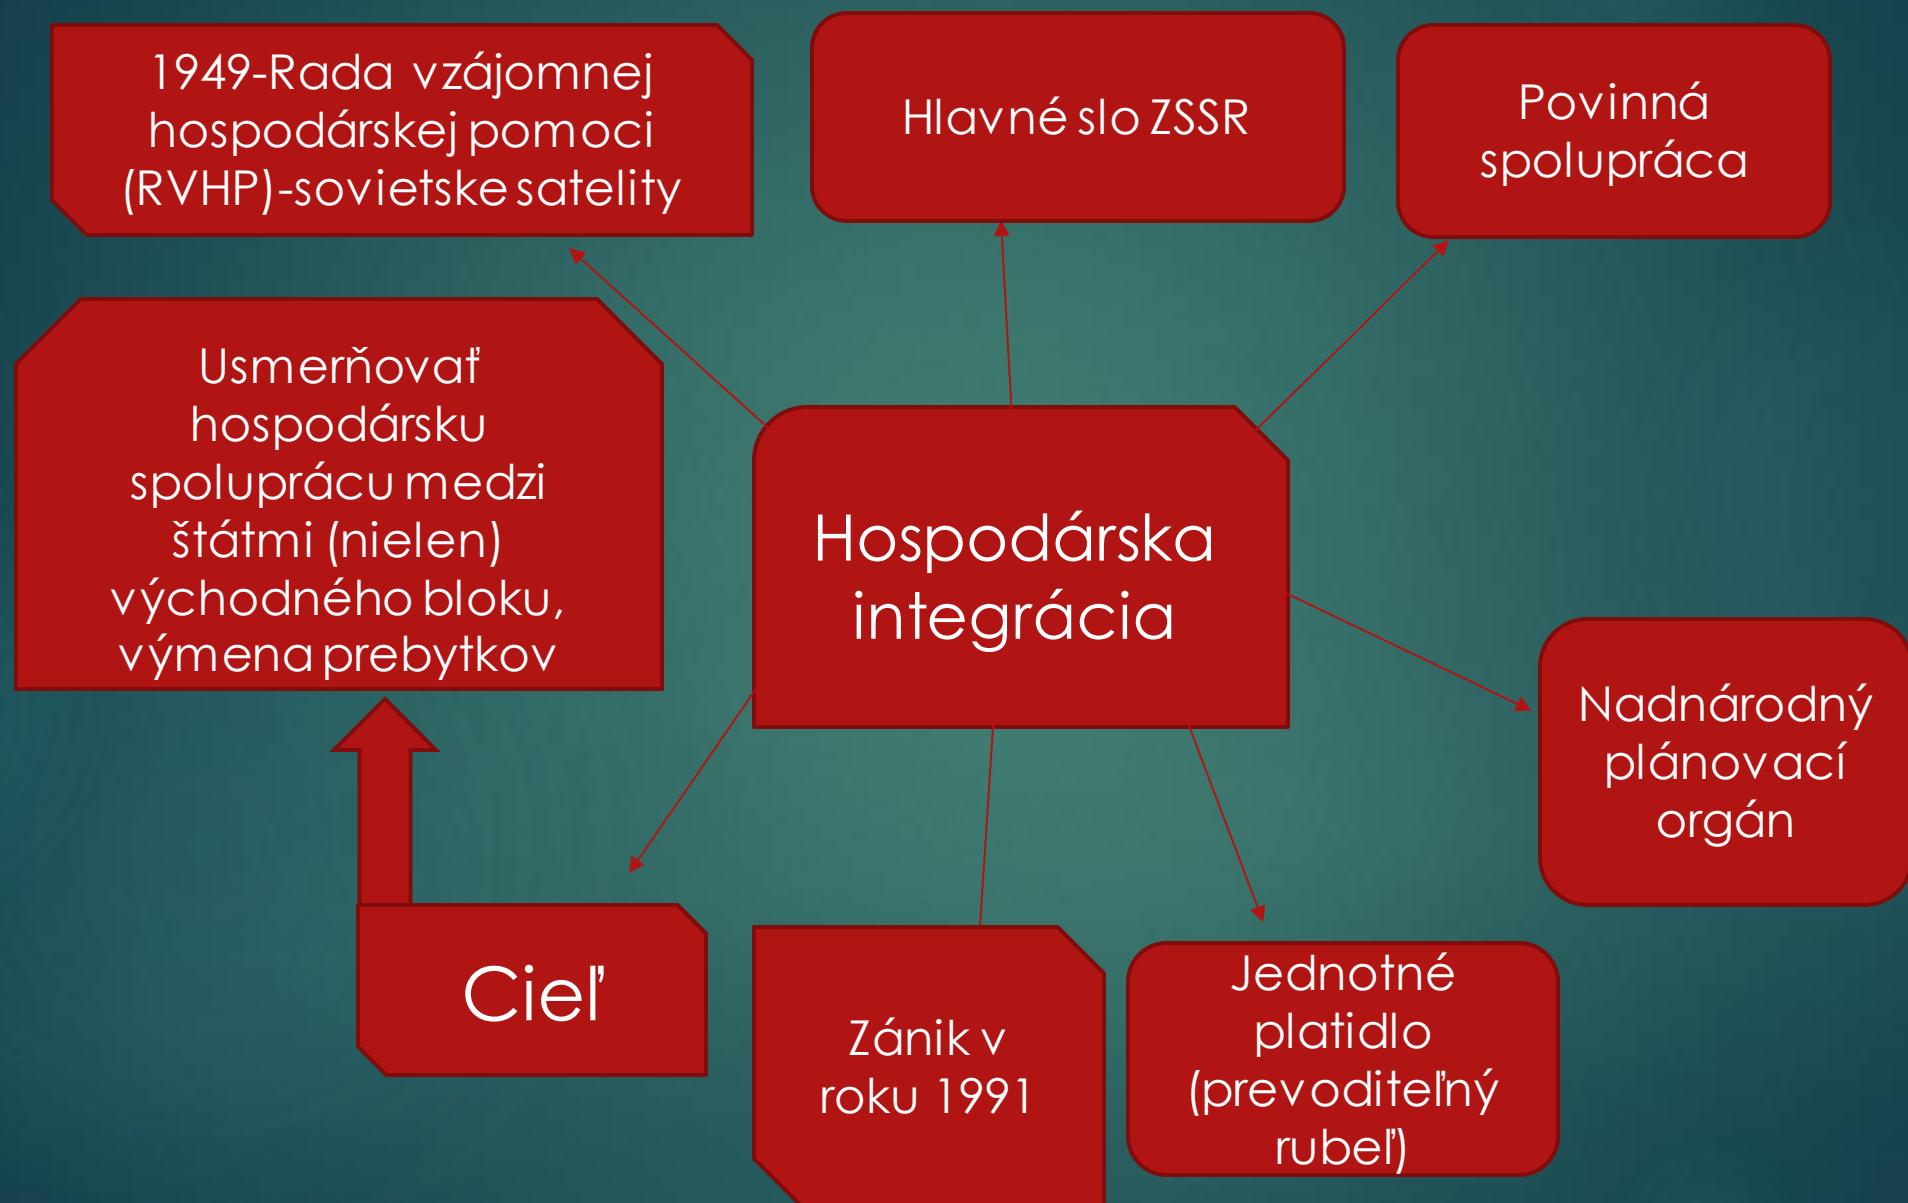 1949-Rada vzájomnej
hospodárskej pomoci
(RVHP)-sovietske satelity
Hlavné slo ZSSR
Povinná
spolupráca
Usmerňovať
hospodársku
spoluprácu medzi
štátmi (nielen)
východného bloku,
výmena prebytkov
Hospodárska
integrácia
Nadnárodný
plánovací
orgán
Cieľ
Zánik v
roku 1991
Jednotné
platidlo
(prevoditeľný
rubeľ)